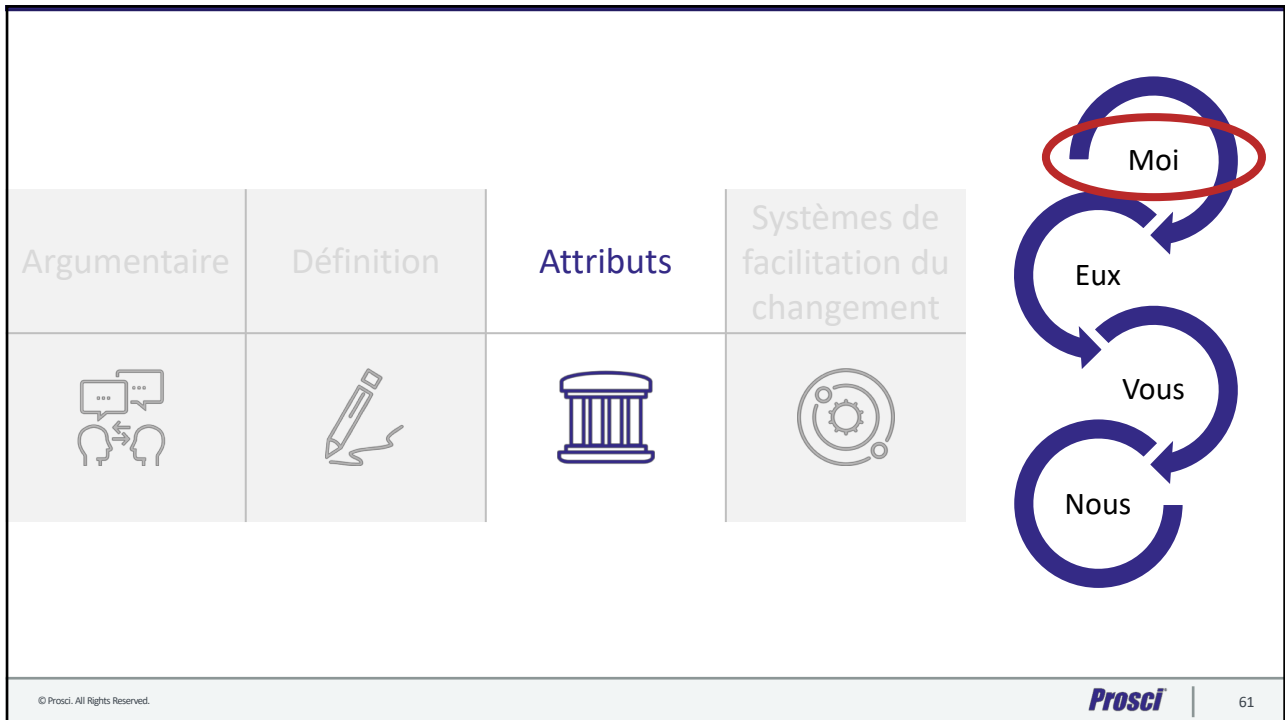 Argumentaire
Définition
Attributs
Systèmes de
facilitation du
changement
Moi
Eux
Vous
Nous
© Prosci. All Rights Reserved.
Prosci
61